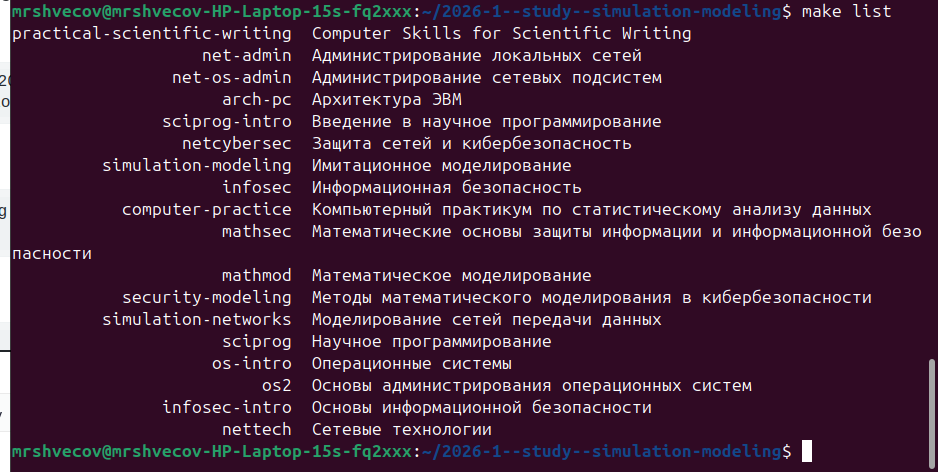 mrshvecov@mrshvecov-HP-Laptop-15s-fq2xxx:~/2026-1--study--simulation-modeling$ make list
practical-scientific-writing  Computer Skills for Scientific Writing
net-admin  Администрирование локальных сетей
net-os-admin  Администрирование сетевых подсистем
arch-pc  Архитектура ЭВМ
sciprog-intro  Введение в научное программирование
netcybersec  Защита сетей и кибербезопасность
simulation-modeling  Имитационное моделирование
infosec  Информационная безопасность
computer-practice  Компьютерный практикум по статистическому анализу данных
mathsec  Математические основы защиты информации и информационной безо
пасности
mathmod  Математическое моделирование
security-modeling  Методы математического моделирования в кибербезопасности
simulation-networks  Моделирование сетей передачи данных
sciprog  Научное программирование
os-intro  Операционные системы
os2  Основы администрирования операционных систем
infosec-intro  Основы информационной безопасности
nettech  Сетевые технологии
mrshvecov@mrshvecov-HP-Laptop-15s-fq2xxx:~/2026-1--study--simulation-modeling$